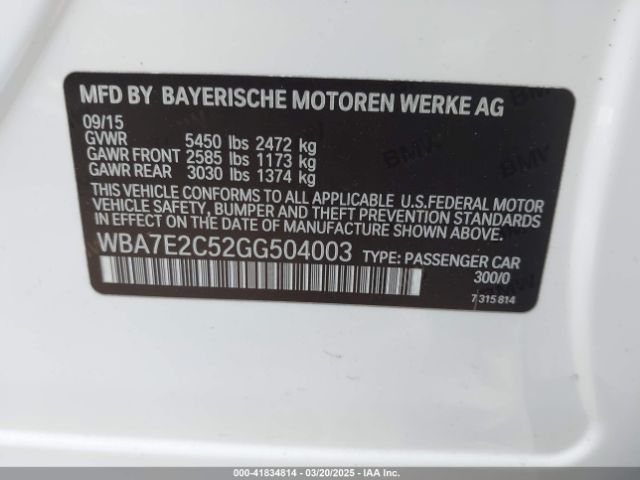 MFD BY BAYERISCHE MOTOREN WERKE AG
09/15
GVWR 5450 lbs 2472 kg
GAWR FRONT 2585 lbs 1173 kg
GAWR REAR 3030 lbs 1374 kg
THIS VEHICLE CONFORMS TO ALL APPLICABLE U.S.FEDERAL MOTOR
VEHICLE SAFETY, BUMPER AND THEFT PREVENTION STANDARDS
IN EFFECT ON THE DATE OF MANUFACTURE SHOWN ABOVE.
WBA7E2C52GG504003 TYPE: PASSENGER CAR
300/0
7 315 814
000-41834814 - 03/20/2025 - IAA Inc.